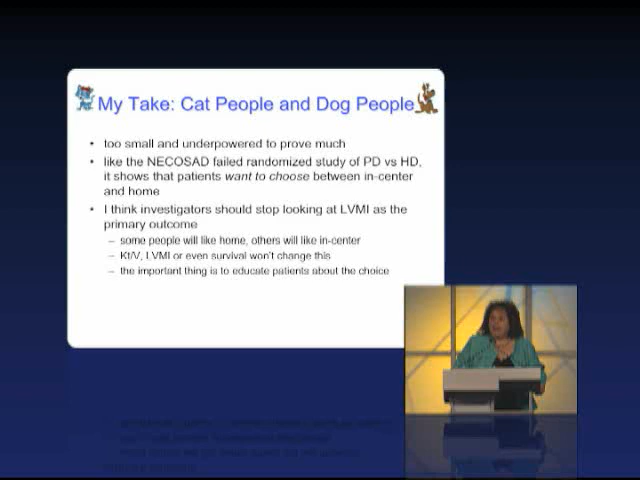 My Take: Cat People and Dog People
• too small and underpowered to prove much
• like the NECOSAD failed randomized study of PD vs HD,
it shows that patients want to choose between in-center
and home
• I think investigators should stop looking at LVMI as the
primary outcome
– some people will like home, others will like in-center
– Kt/V, LVMI or even survival won't change this
– the important thing is to educate patients about the choice